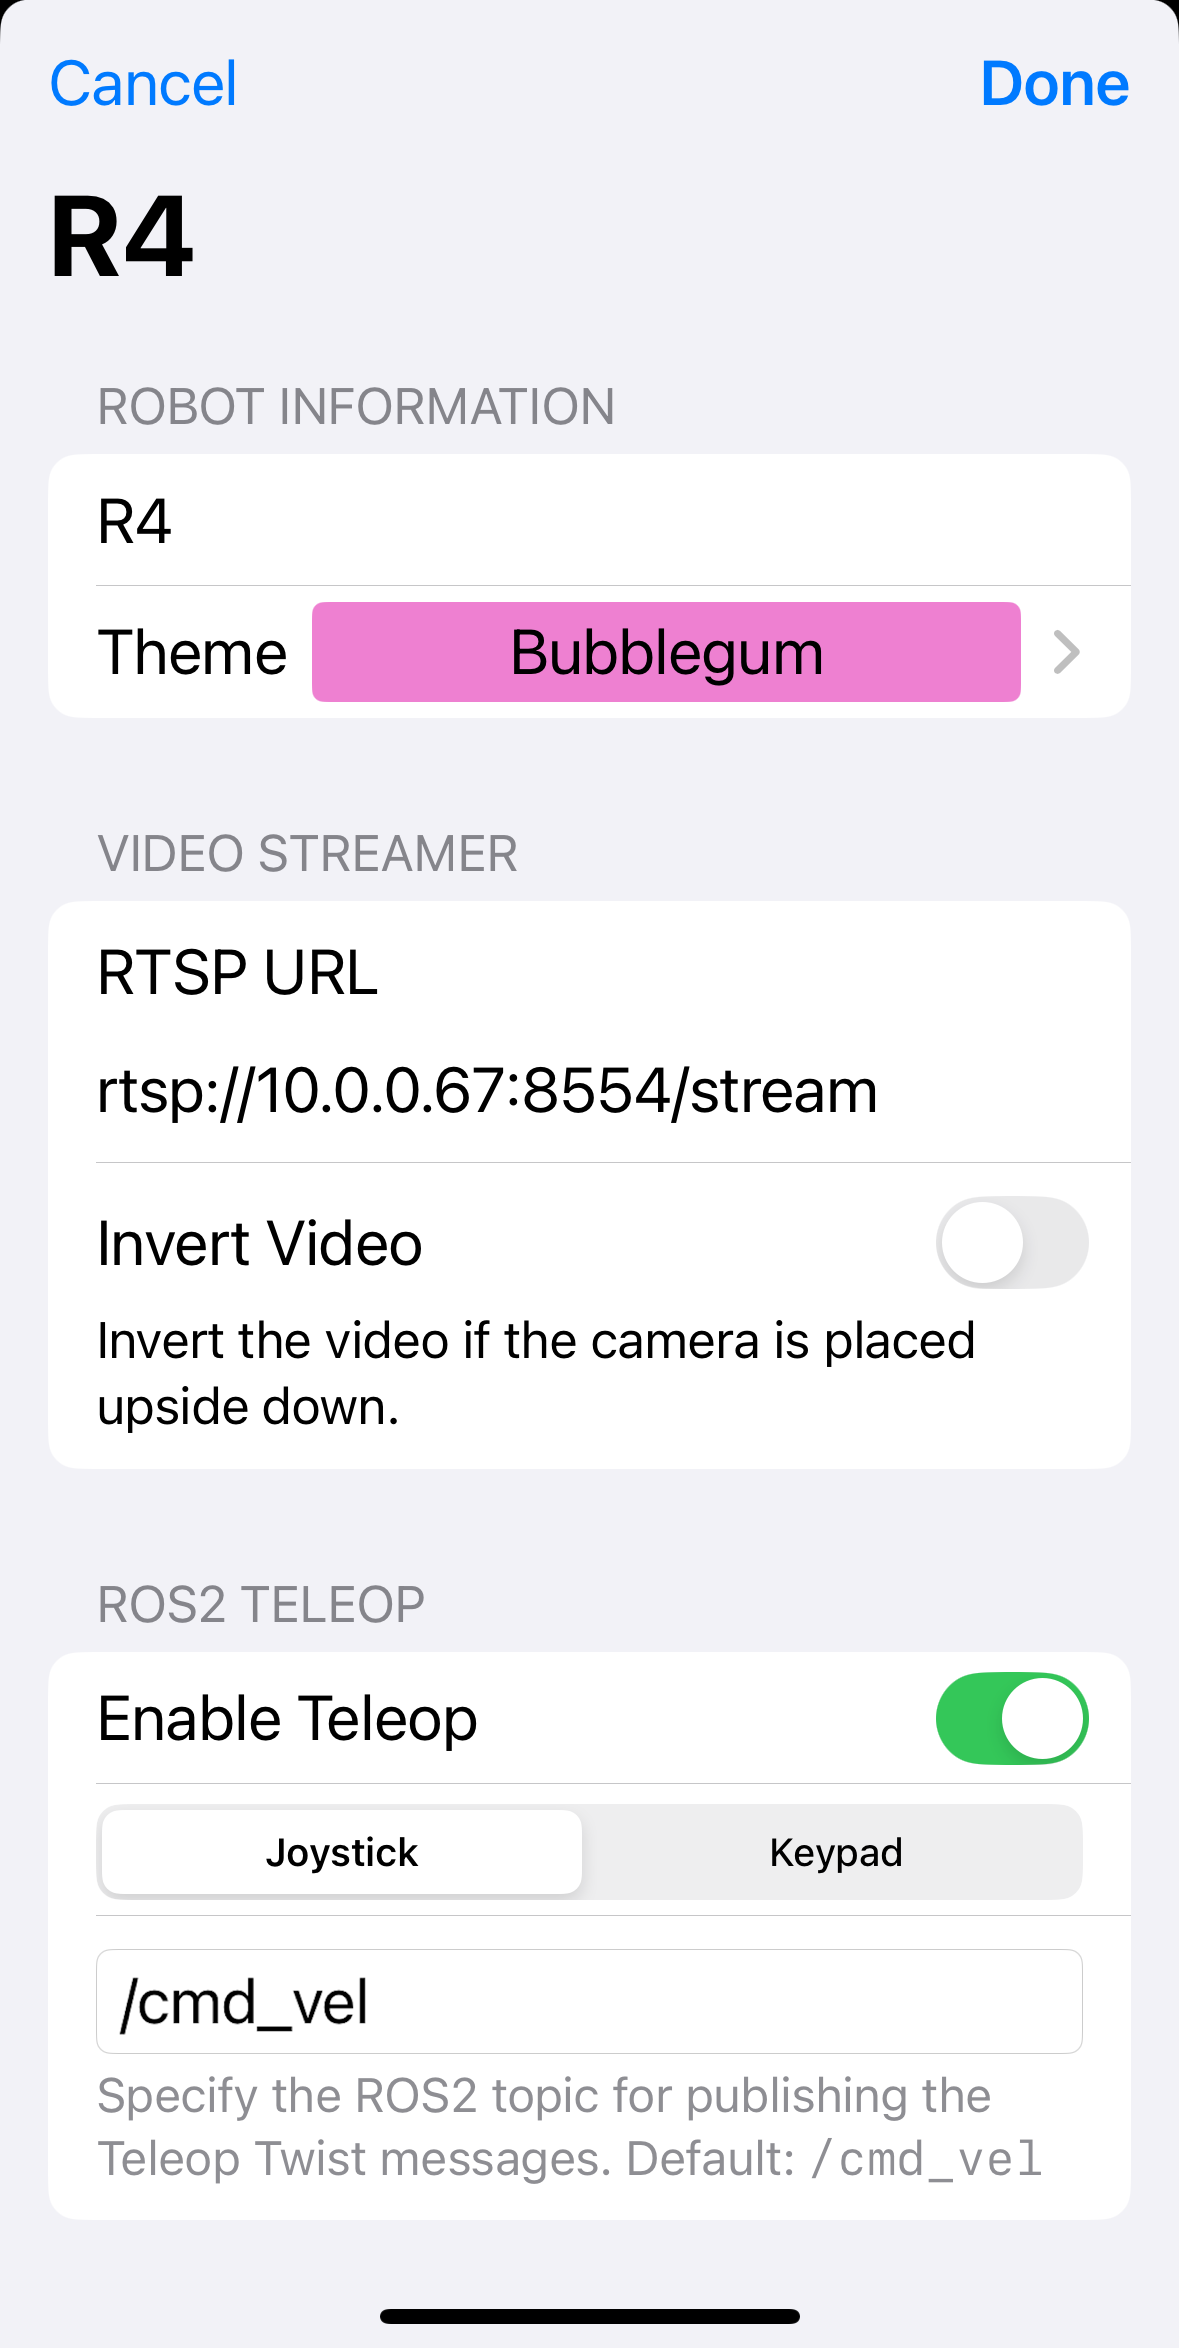 Cancel
Done
R4
ROBOT INFORMATION
R4
Theme
Bubblegum
VIDEO STREAMER
RTSP URL
rtsp://10.0.0.67:8554/stream
Invert Video
Invert the video if the camera is placed
upside down.
ROS2 TELEOP
Enable Teleop
Joystick
Keypad
/cmd_vel
Specify the ROS2 topic for publishing the
Teleop Twist messages. Default: /cmd_vel